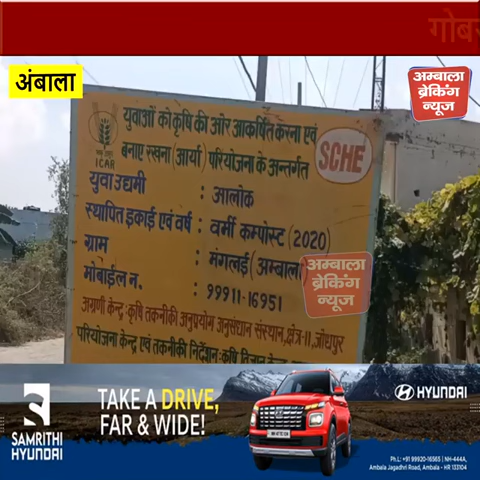 गोब
अंबाला
अम्बाला
ब्रेकिंग
न्यूज
युवाओं को कृषि की ओर आकर्षित करना एवं
बनाए रखना (आर्या) परियोजना के अन्तर्गत
ICAR
SCHE
युवाउद्यमी : आलोक
स्थापित इकाई एवं वर्ष : वर्मी कम्पोस्ट (2020)
ग्राम : मंगलई (अम्बाला
मोबाईल न. : 99911-16951
अम्बाला
ब्रेकिंग
न्यूज
अग्रणी केन्द्र-कृषि तकनीकी अनुप्रयोग अनुसंधान संस्थान, क्षेत्र-II, जोधपुर
परियोजना केन्द्र एवं तकनीकी निर्देशन-कृषि विज्ञान केन्द्र
SAMRITHI
HYUNDAI
TAKE A DRIVE,
FAR & WIDE!
HYUNDAI
Ph.L: +91 99920-16565 | NH-444A,
Ambala Jagadhri Road, Ambala - HR 133104